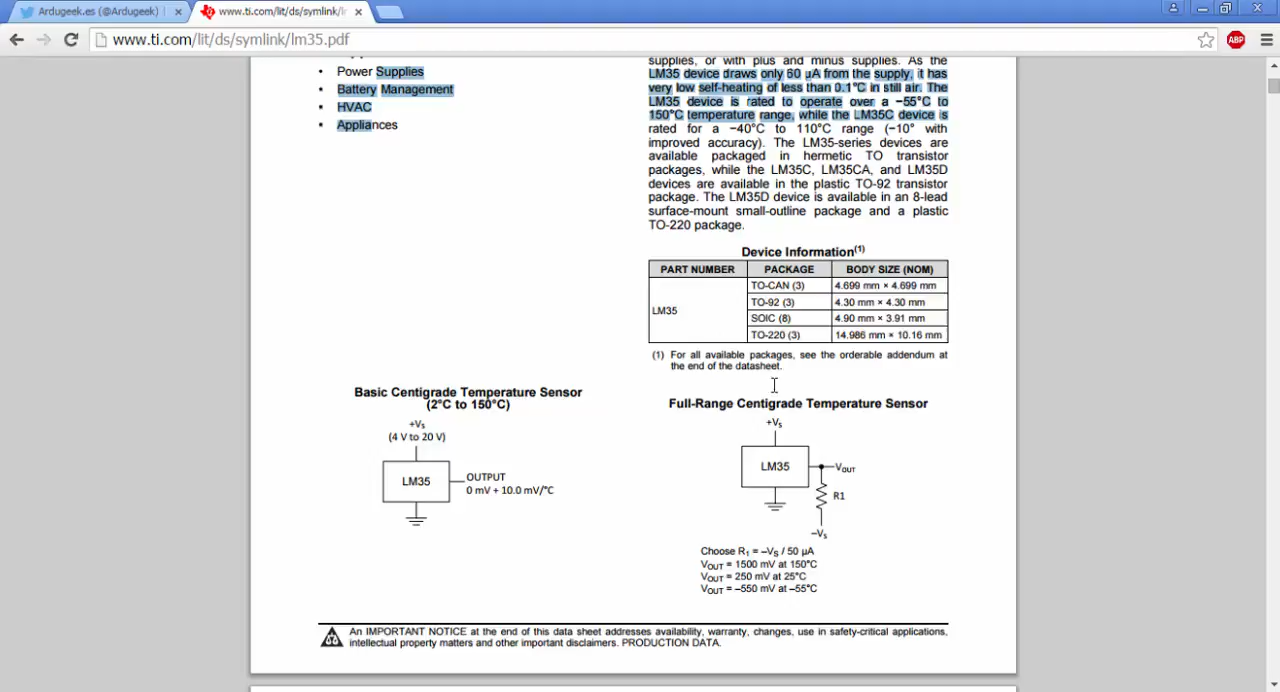 Ardugeek.es (@Ardugeek)
www.ti.com/lit/ds/symlink/l
www.ti.com/lit/ds/symlink/lm35.pdf
ABP
• Power Supplies
• Battery Management
• HVAC
• Appliances
supplies, or with plus and minus supplies. As the
LM35 device draws only 60 µA from the supply, it has
very low self-heating of less than 0.1°C in still air. The
LM35 device is rated to operate over a −55°C to
150°C temperature range, while the LM35C device is
rated for a −40°C to 110°C range (−10° with
improved accuracy). The LM35-series devices are
available packaged in hermetic TO transistor
packages, while the LM35C, LM35CA, and LM35D
devices are available in the plastic TO-92 transistor
package. The LM35D device is available in an 8-lead
surface-mount small-outline package and a plastic
TO-220 package.
Device Information(1)
PART NUMBER PACKAGE BODY SIZE (NOM)
LM35
TO-CAN (3) 4.699 mm × 4.699 mm
TO-92 (3) 4.30 mm × 4.30 mm
SOIC (8) 4.90 mm × 3.91 mm
TO-220 (3) 14.986 mm × 10.16 mm
(1) For all available packages, see the orderable addendum at
the end of the datasheet.
Basic Centigrade Temperature Sensor
(2°C to 150°C)
+VS
(4 V to 20 V)
LM35
OUTPUT
0 mV + 10.0 mV/°C
Full-Range Centigrade Temperature Sensor
+VS
LM35
VOUT
R1
−VS
Choose R1 = –VS / 50 µA
VOUT = 1500 mV at 150°C
VOUT = 250 mV at 25°C
VOUT = –550 mV at –55°C
An IMPORTANT NOTICE at the end of this data sheet addresses availability, warranty, changes, use in safety-critical applications,
intellectual property matters and other important disclaimers. PRODUCTION DATA.